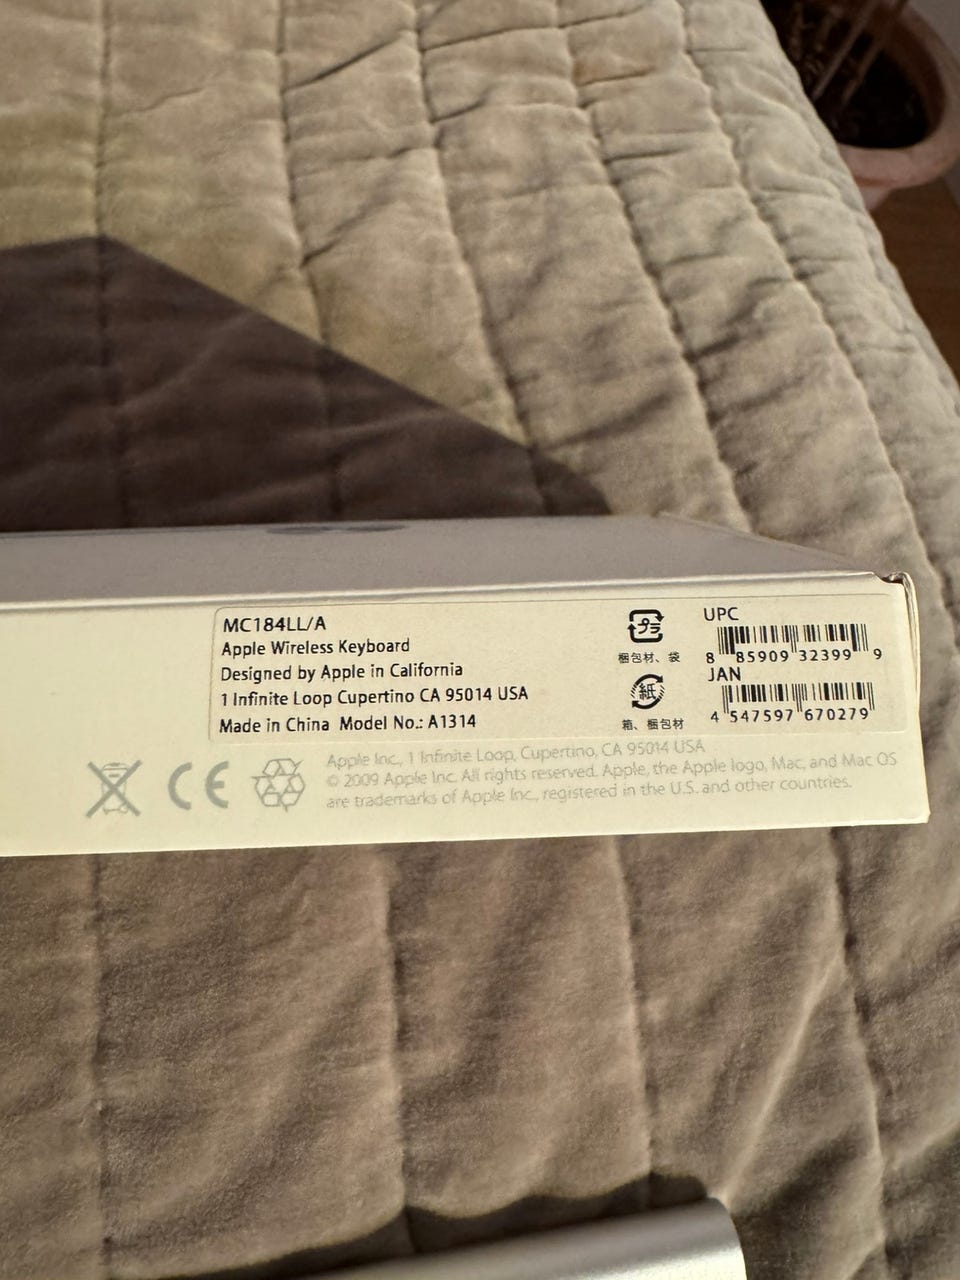 MC184LL/A
Apple Wireless Keyboard
Designed by Apple in California
1 Infinite Loop Cupertino CA 95014 USA
Made in China Model No.: A1314
プラ
梱包材、袋
紙
箱、梱包材
UPC
8 85909 32399 9
JAN
4 547597 670279
CE
Apple Inc., 1 Infinite Loop, Cupertino, CA 95014 USA
© 2009 Apple Inc. All rights reserved. Apple, the Apple logo, Mac, and Mac OS
are trademarks of Apple Inc., registered in the U.S. and other countries.